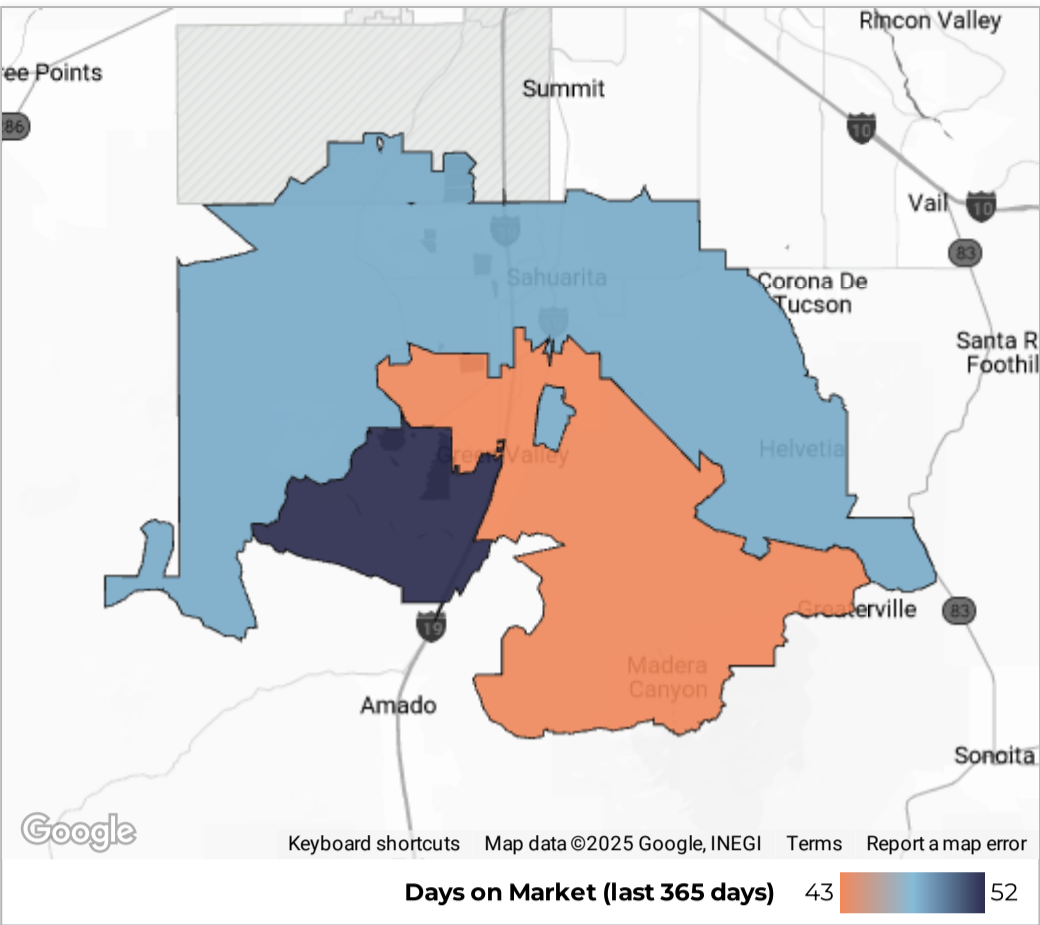 Rincon Valley
ree Points
Summit
86
10
Vail
10
83
Sahuarita
Corona De
Tucson
Santa R
Foothil
Green Valley
Helvetia
Greaterville
83
19
Madera
Canyon
Amado
Sonoita
Google
Keyboard shortcuts
Map data ©2025 Google, INEGI
Terms
Report a map error
Days on Market (last 365 days)
43
52